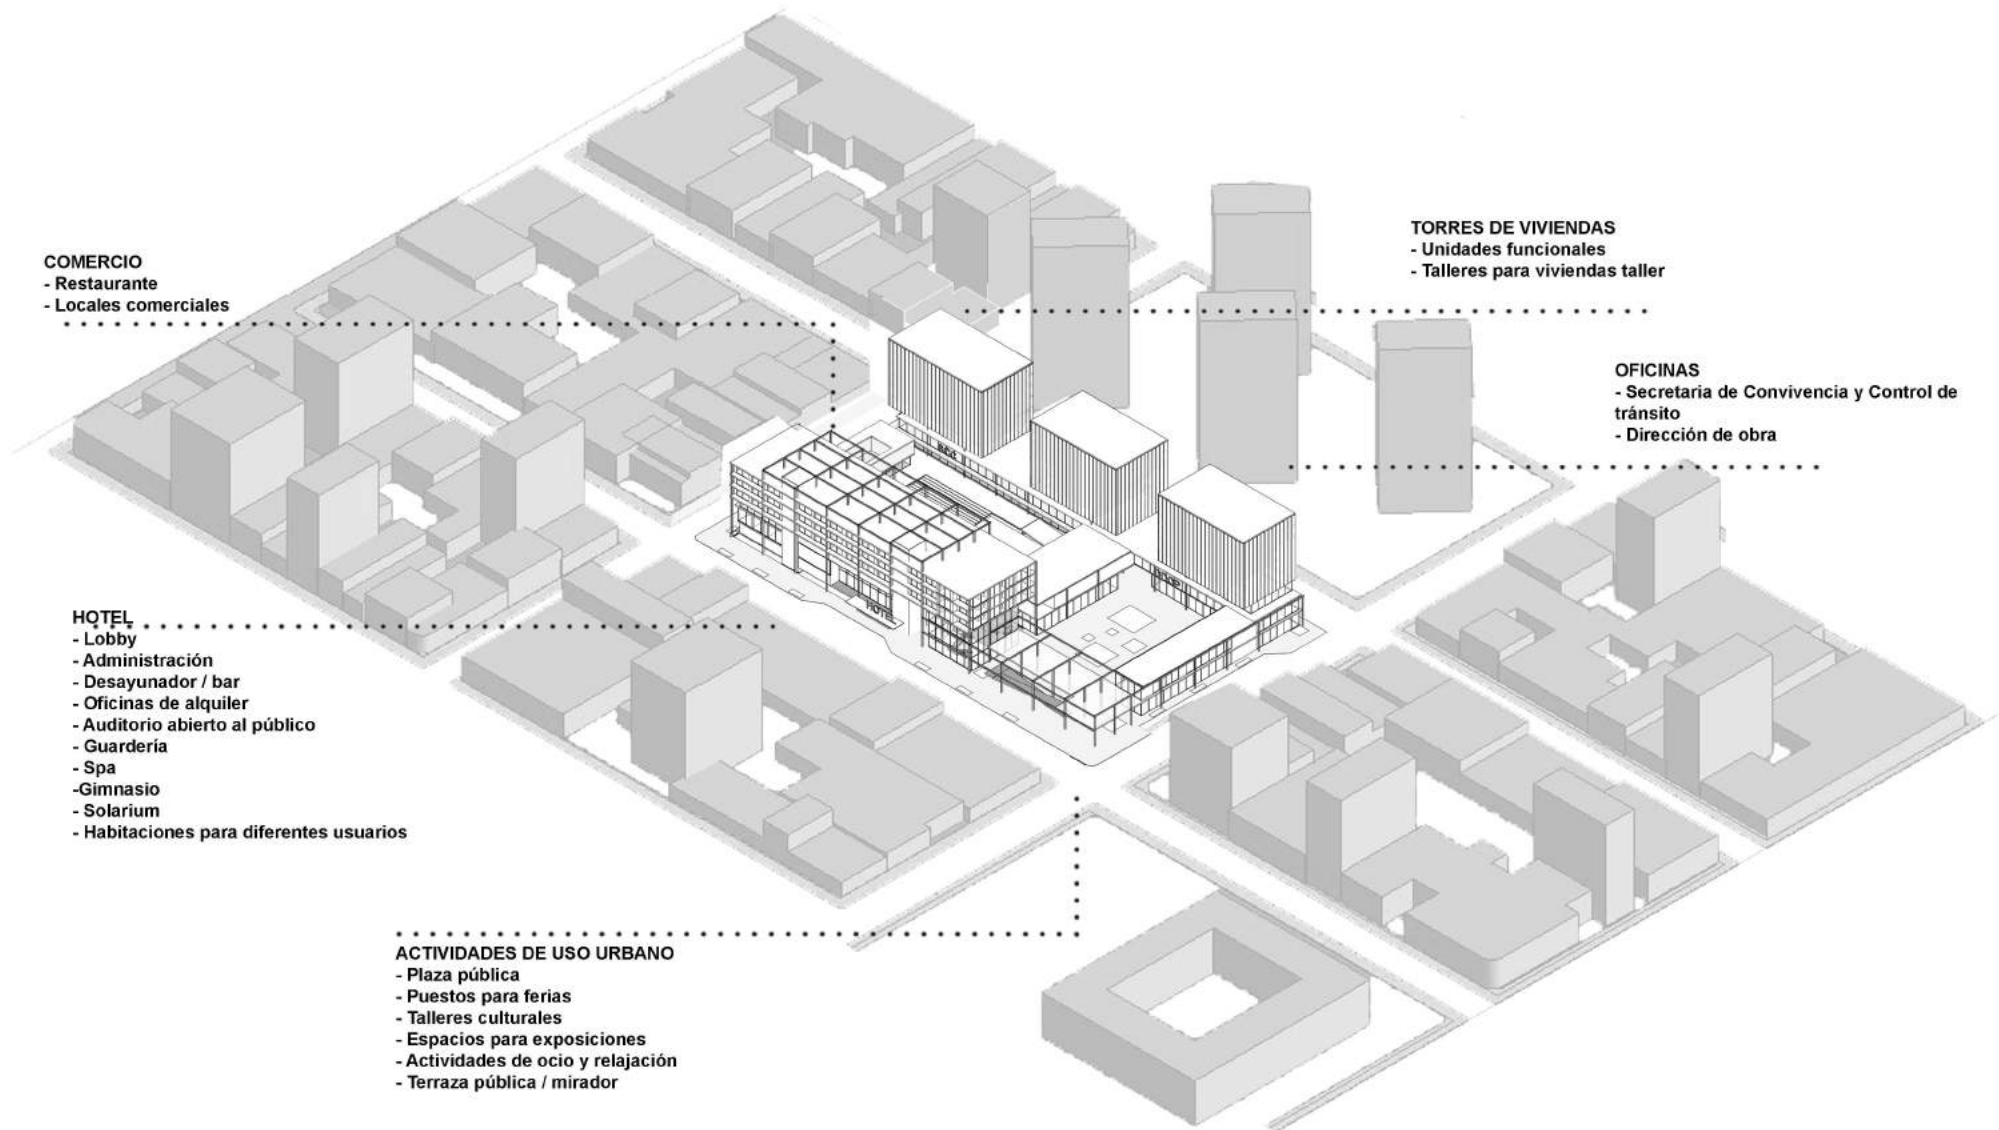 COMERCIO
- Restaurante
- Locales comerciales
TORRES DE VIVIENDAS
- Unidades funcionales
- Talleres para viviendas taller
OFICINAS
- Secretaria de Convivencia y Control de
tránsito
- Dirección de obra
HOTEL
- Lobby
- Administración
- Desayunador / bar
- Oficinas de alquiler
- Auditorio abierto al público
- Guardería
- Spa
-Gimnasio
- Solarium
- Habitaciones para diferentes usuarios
HOTEL
ACTIVIDADES DE USO URBANO
- Plaza pública
- Puestos para ferias
- Talleres culturales
- Espacios para exposiciones
- Actividades de ocio y relajación
- Terraza pública / mirador